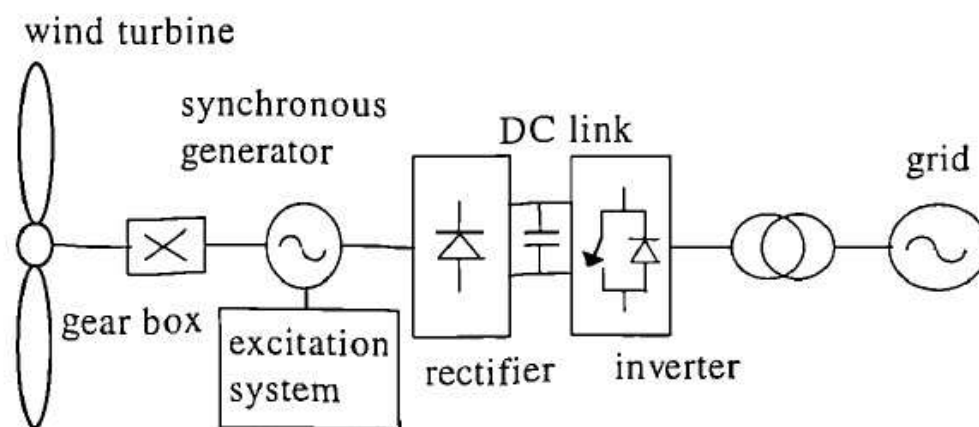 wind turbine
synchronous
generator
DC link
grid
gear box
excitation
system
rectifier
inverter